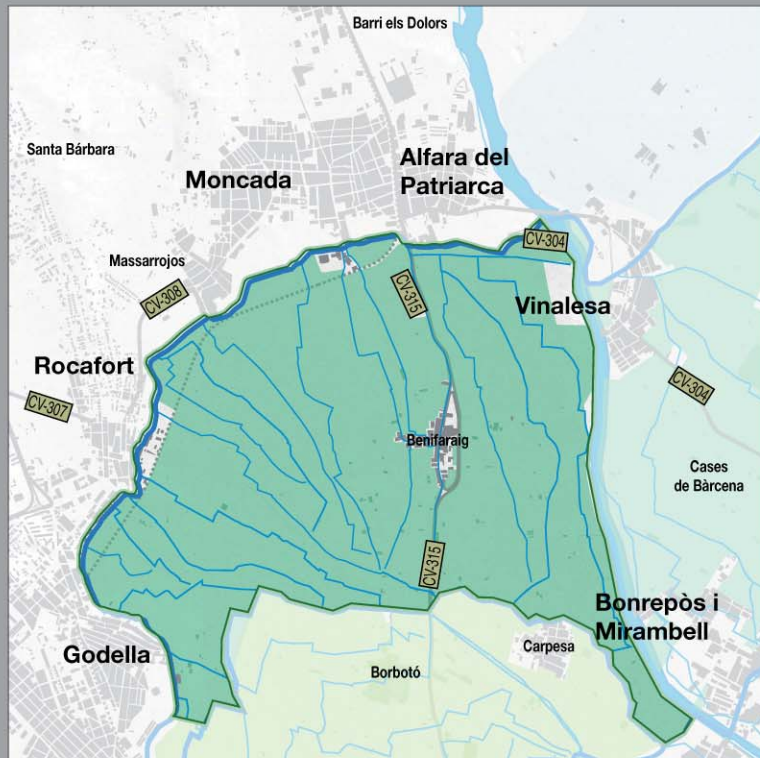 Barri els Dolors
Santa Bárbara
Moncada
Alfara del
Patriarca
Massarrojos
CV-304
CV-308
CV-315
Vinalesa
Rocafort
CV-307
CV-304
Benifaraig
Cases
de Bàrcena
CV-315
Bonrepòs i
Mirambell
Godella
Carpesa
Borbotó